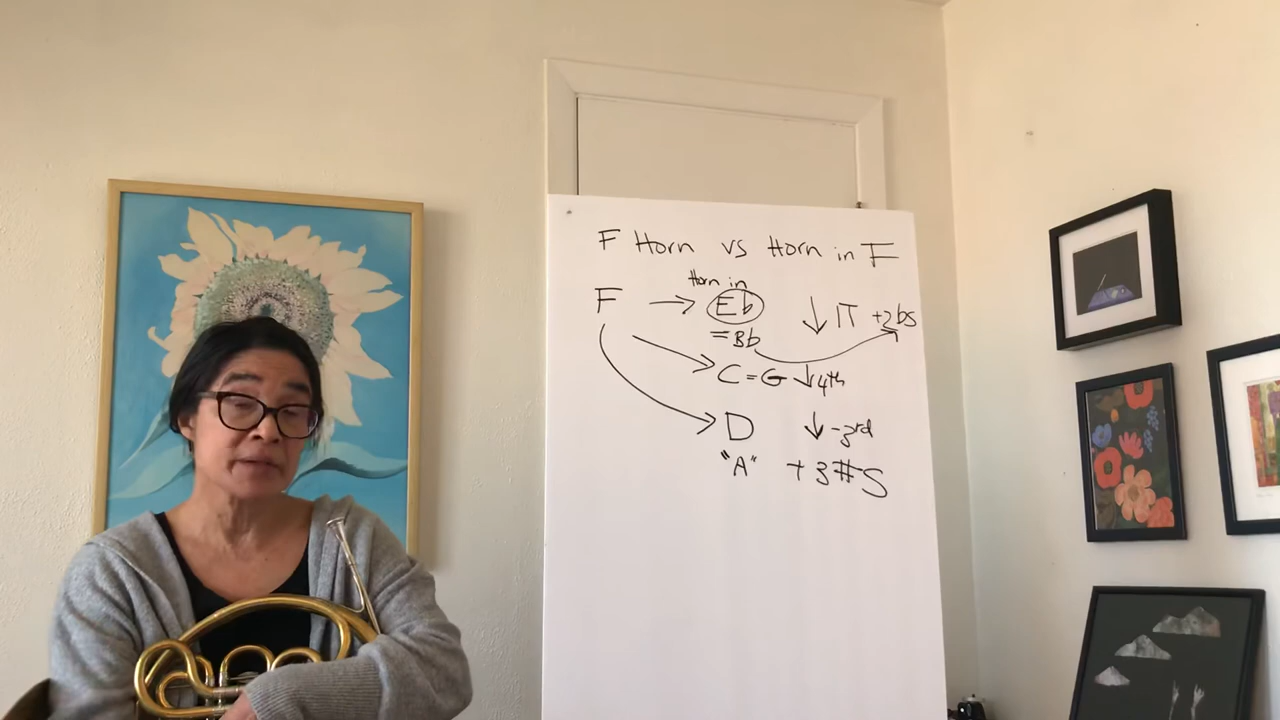 F Horn vs Horn in F
Horn in
F → Eb ↓ 1T +2bs
=Bb
C=G ↓4th
D ↓-3rd
"A" +3#s